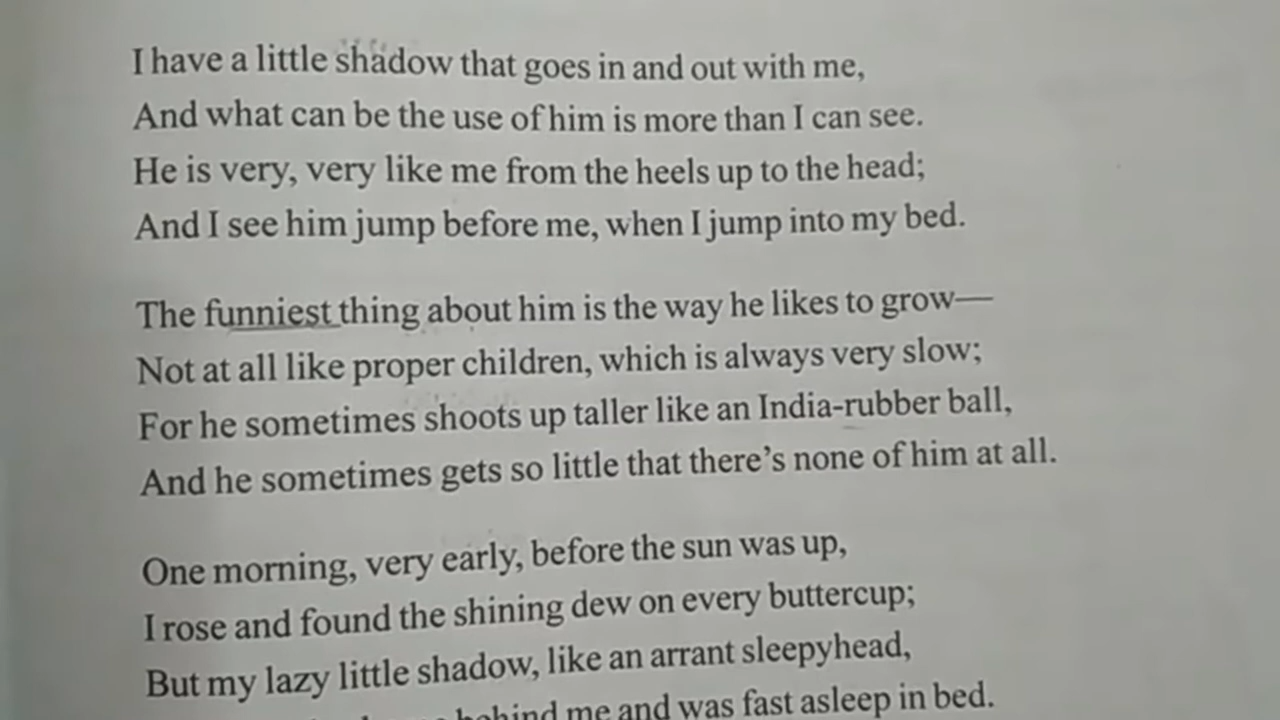 I have a little shadow that goes in and out with me,
And what can be the use of him is more than I can see.
He is very, very like me from the heels up to the head;
And I see him jump before me, when I jump into my bed.
The funniest thing about him is the way he likes to grow—
Not at all like proper children, which is always very slow;
For he sometimes shoots up taller like an India-rubber ball,
And he sometimes gets so little that there's none of him at all.
One morning, very early, before the sun was up,
I rose and found the shining dew on every buttercup;
But my lazy little shadow, like an arrant sleepyhead,
behind me and was fast asleep in bed.